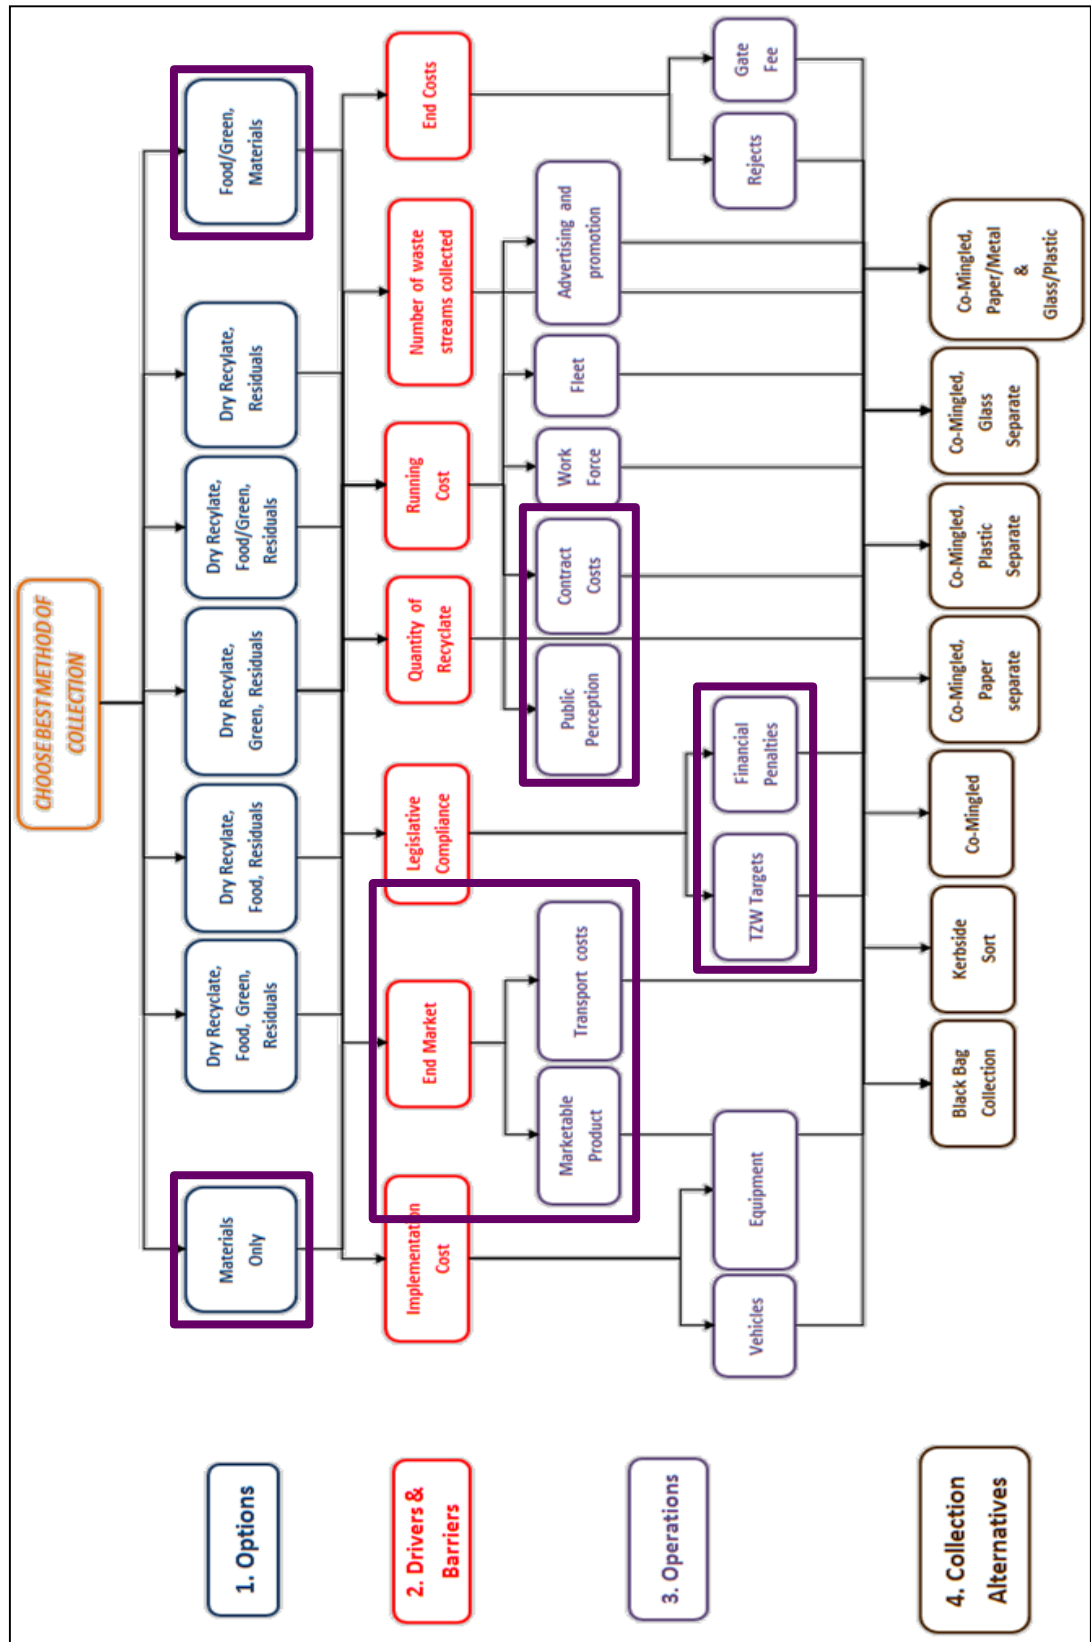 CHOOSE BEST METHOD OF
COLLECTION
1. Options
Materials
Only
Dry Recyclate,
Food, Green,
Residuals
Dry Recylate,
Food, Residuals
Dry Recylate,
Green, Residuals
Dry Recylate,
Food/Green,
Residuals
Dry Recylate,
Residuals
Food/Green,
Materials
2. Drivers &
Barriers
Implementation
Cost
End Market
Legislative
Compliance
Quantity of
Recyclate
Running
Cost
Number of waste
streams collected
End Costs
3. Operations
Marketable
Product
Transport costs
Public
Perception
Contract
Costs
Work
Force
Fleet
Advertising and
promotion
Vehicles
Equipment
TZW Targets
Financial
Penalties
Rejects
Gate
Fee
4. Collection
Alternatives
Black Bag
Collection
Kerbside
Sort
Co-Mingled
Co-Mingled,
Paper
separate
Co-Mingled,
Plastic
Separate
Co-Mingled,
Glass
Separate
Co-Mingled,
Paper/Metal
&
Glass/Plastic